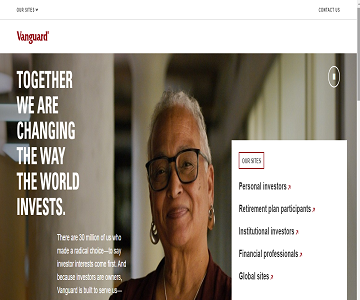 OUR SITES
CONTACT US
Vanguard
TOGETHER
WE ARE
CHANGING
THE WAY
THE WORLD
INVESTS.
There are 30 million of us who
made a radical choice—to say
investor interests come first. And
because investors are owners,
Vanguard is built to serve us—
OUR SITES
Personal investors
Retirement plan participants
Institutional investors
Financial professionals
Global sites